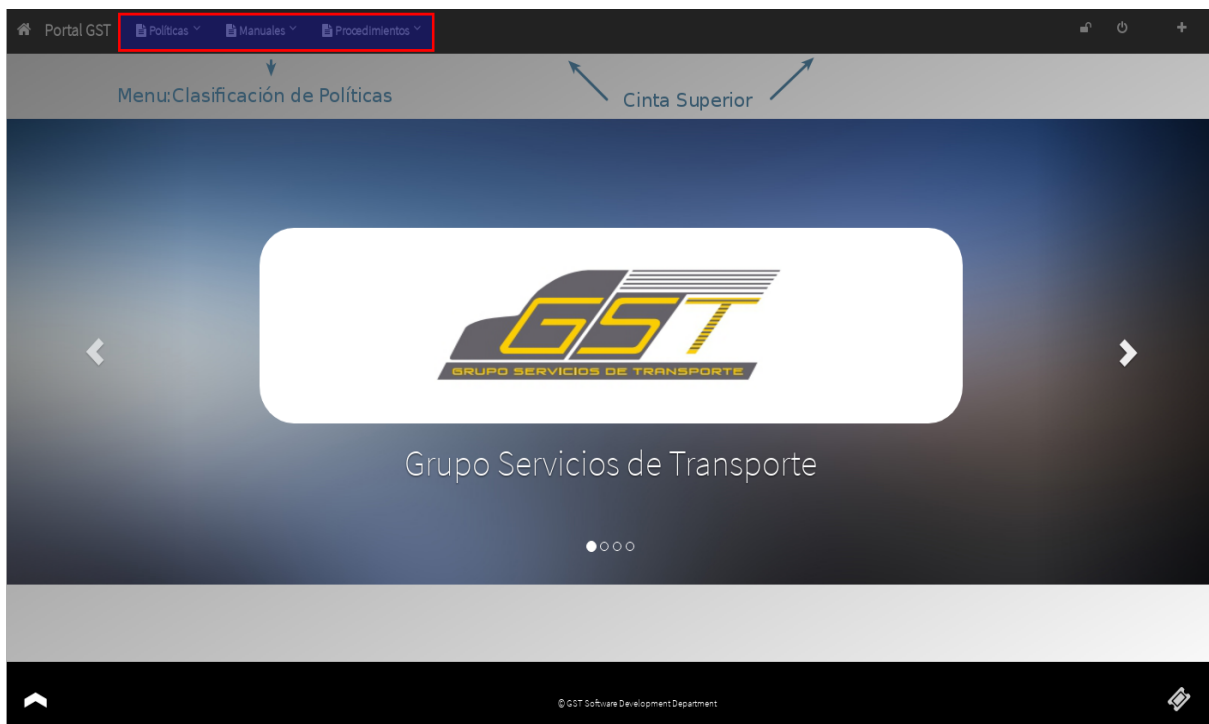 Portal GST Políticas Manuales Procedimientos
Menu:Clasificación de Políticas
Cinta Superior
GST
GRUPO SERVICIOS DE TRANSPORTE
Grupo Servicios de Transporte
© GST Software Development Department